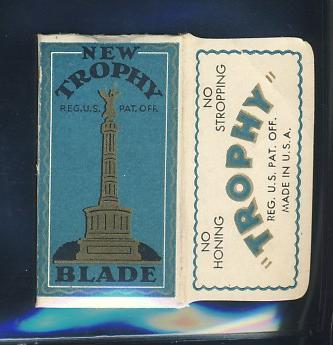 NEW
TROPHY
REG. U.S. PAT. OFF.
BLADE
NO HONING NO STROPPING
"TROPHY"
REG. U.S. PAT. OFF.
MADE IN U.S.A.